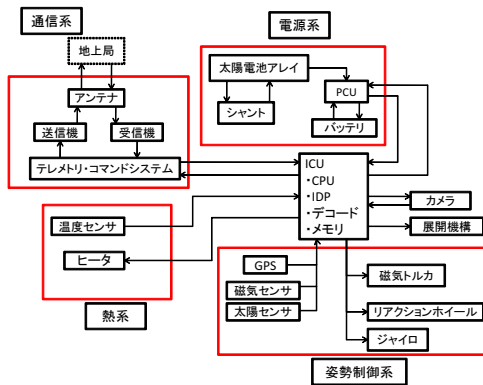 通信系
地上局
アンテナ
送信機
受信機
テレメトリ・コマンドシステム
電源系
太陽電池アレイ
シャント
PCU
バッテリ
ICU
・CPU
・IDP
・デコード
・メモリ
カメラ
展開機構
温度センサ
ヒータ
熱系
GPS
磁気センサ
太陽センサ
磁気トルカ
リアクションホイール
ジャイロ
姿勢制御系